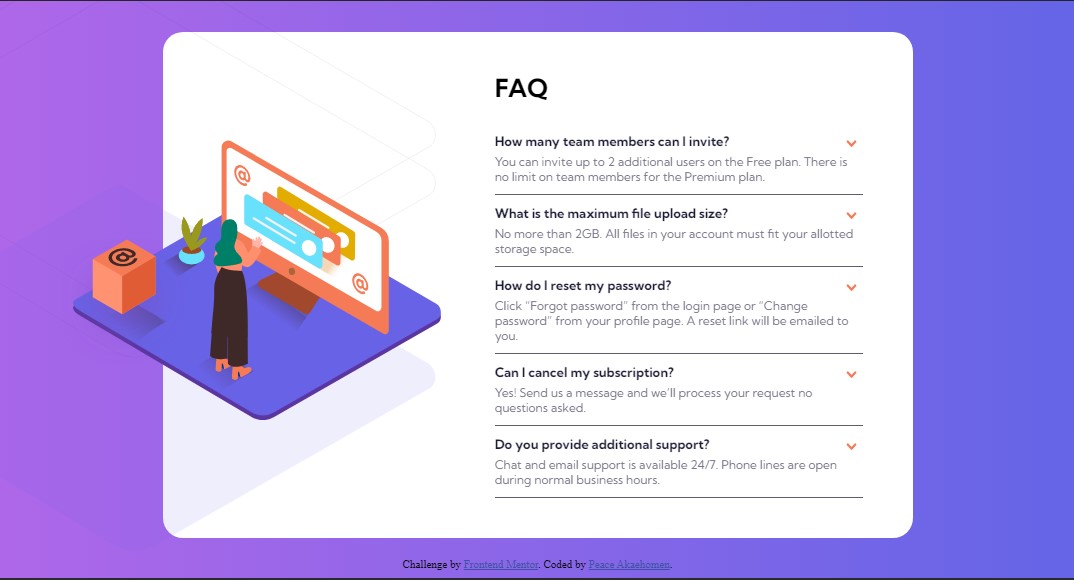 FAQ
How many team members can I invite?
You can invite up to 2 additional users on the Free plan. There is
no limit on team members for the Premium plan.
What is the maximum file upload size?
No more than 2GB. All files in your account must fit your allotted
storage space.
How do I reset my password?
Click “Forgot password” from the login page or “Change
password” from your profile page. A reset link will be emailed to
you.
Can I cancel my subscription?
Yes! Send us a message and we’ll process your request no
questions asked.
Do you provide additional support?
Chat and email support is available 24/7. Phone lines are open
during normal business hours.
@
@
@
Challenge by Frontend Mentor. Coded by Peace Akaehomen.